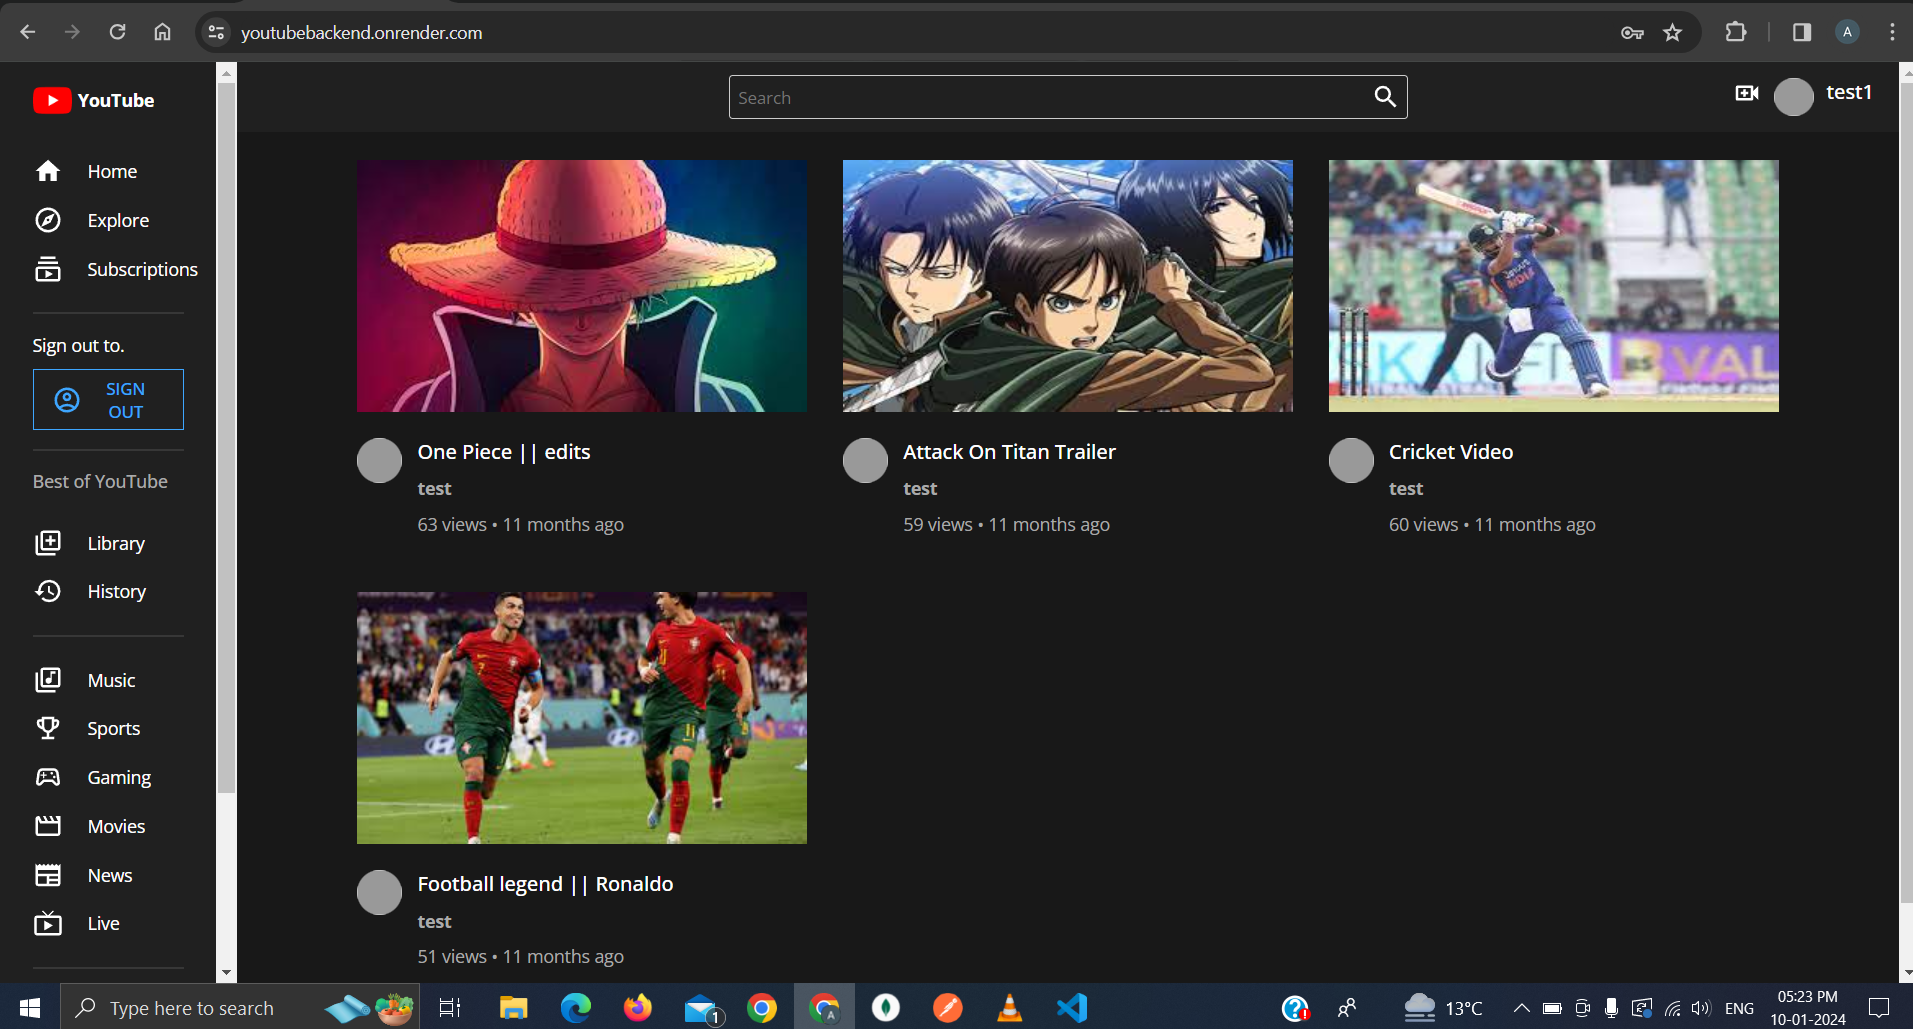 youtubebackend.onrender.com
A
YouTube
Search
test1
Home
Explore
Subscriptions
Sign out to.
SIGN
OUT
Best of YouTube
Library
History
Music
Sports
Gaming
Movies
News
Live
One Piece || edits
test
63 views • 11 months ago
Attack On Titan Trailer
test
59 views • 11 months ago
Cricket Video
test
60 views • 11 months ago
Football legend || Ronaldo
test
51 views • 11 months ago
Type here to search
1
A
13°C
ENG
05:23 PM
10-01-2024